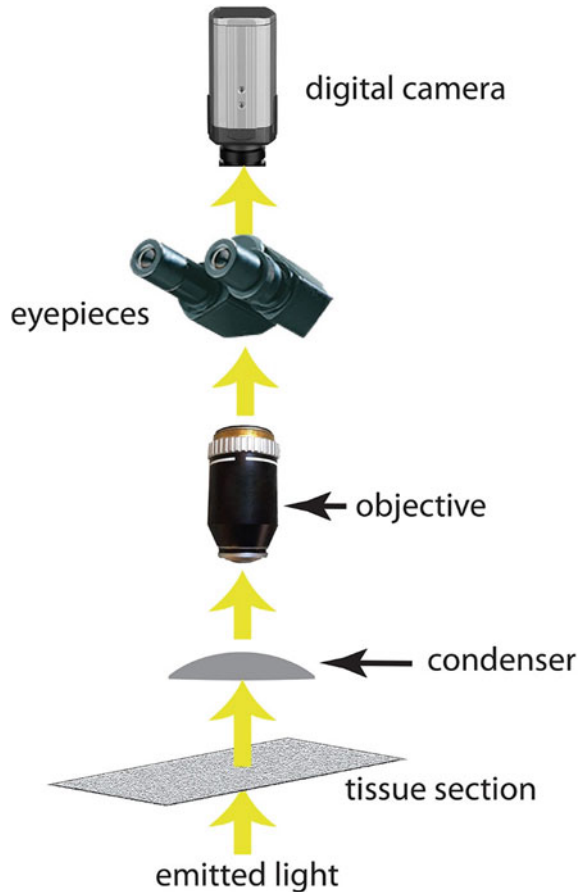 digital camera
eyepieces
objective
condenser
tissue section
emitted light